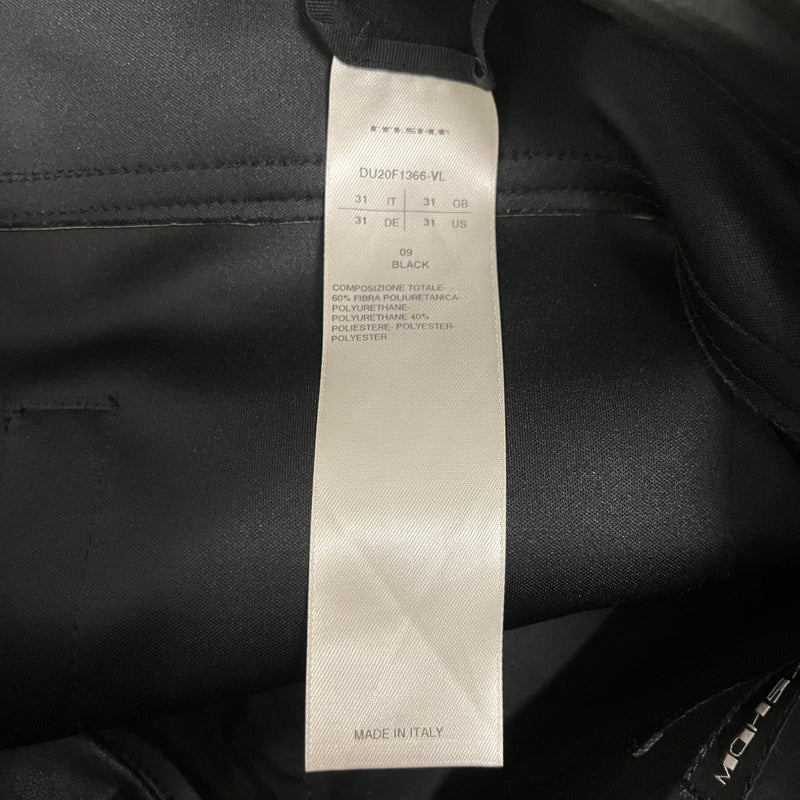 DU20F1366-VL
31 IT 31 GB
31 DE 31 US
09
BLACK
COMPOSIZIONE TOTALE- .-
60% FIBRA POLIURETANICA-
POLYURETHANE-
POLYURETHANE 40%
POLIESTERE- POLYESTER-
POLYESTER
MADE IN ITALY